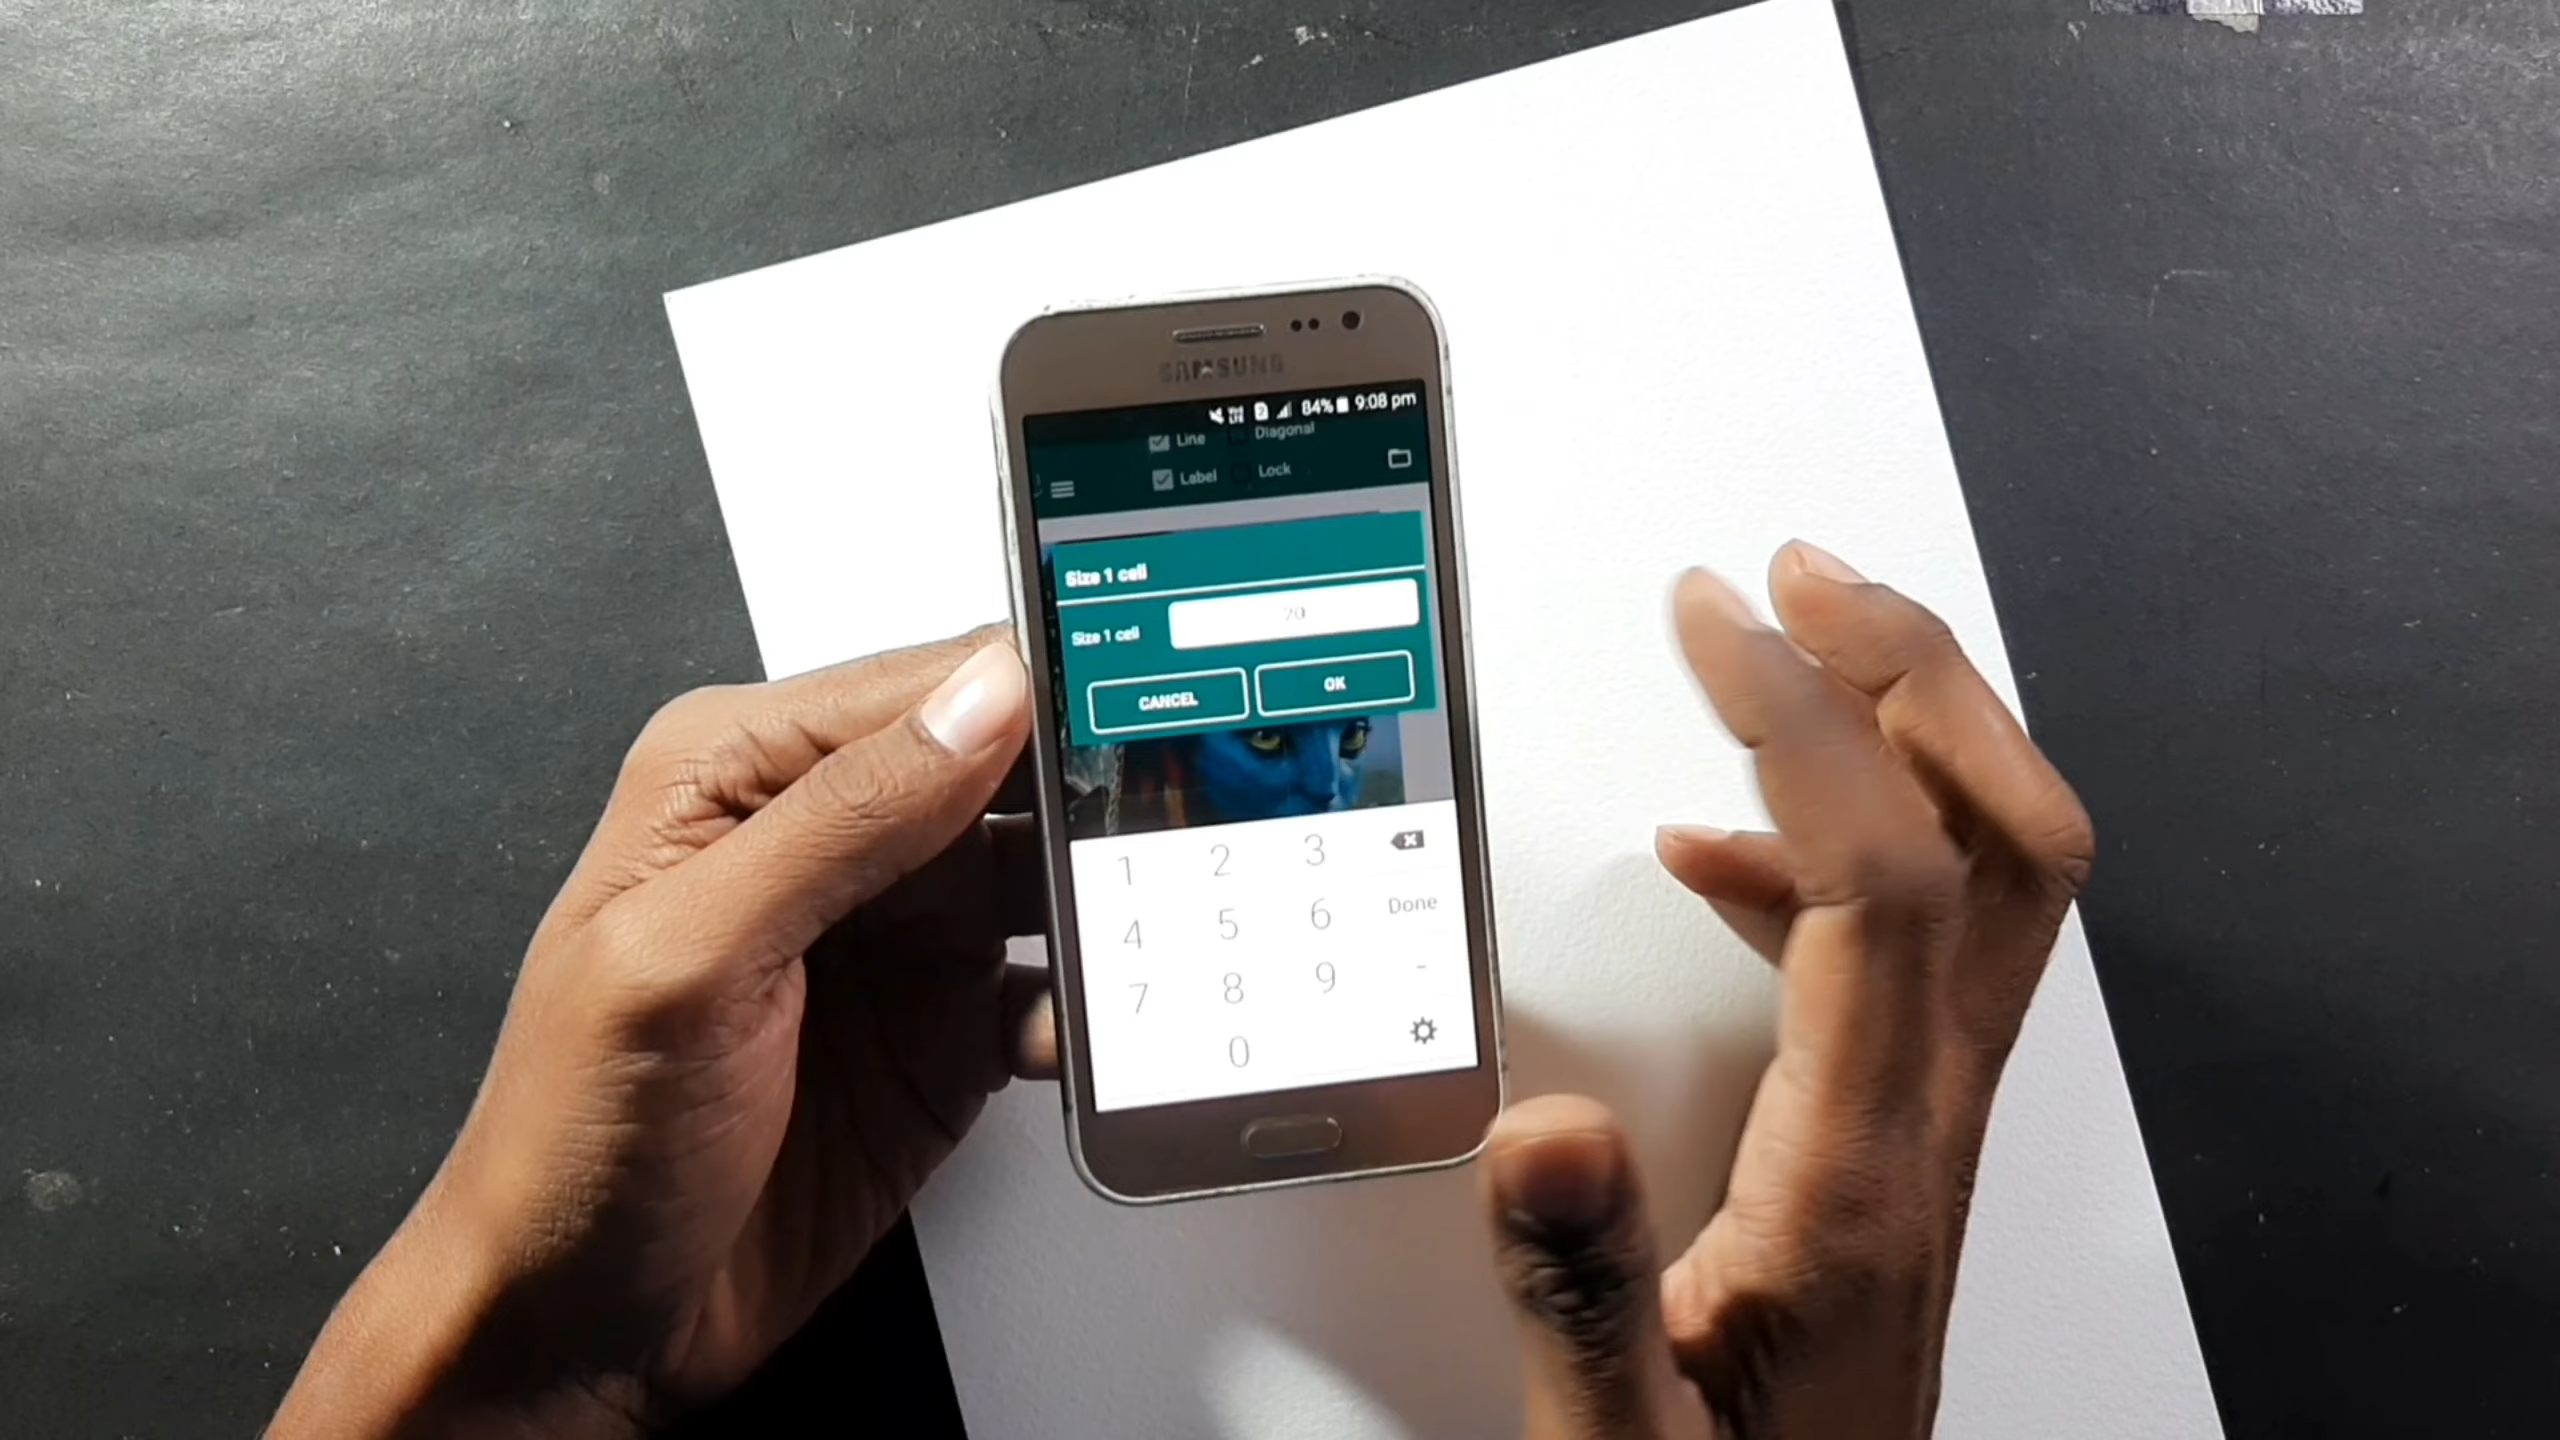 SAMSUNG
84% 9:08 pm
Line Diagonal
Label Lock
Size 1 cell
Size 1 cell 20
CANCEL OK
1 2 3
4 5 6 Done
7 8 9 -
0